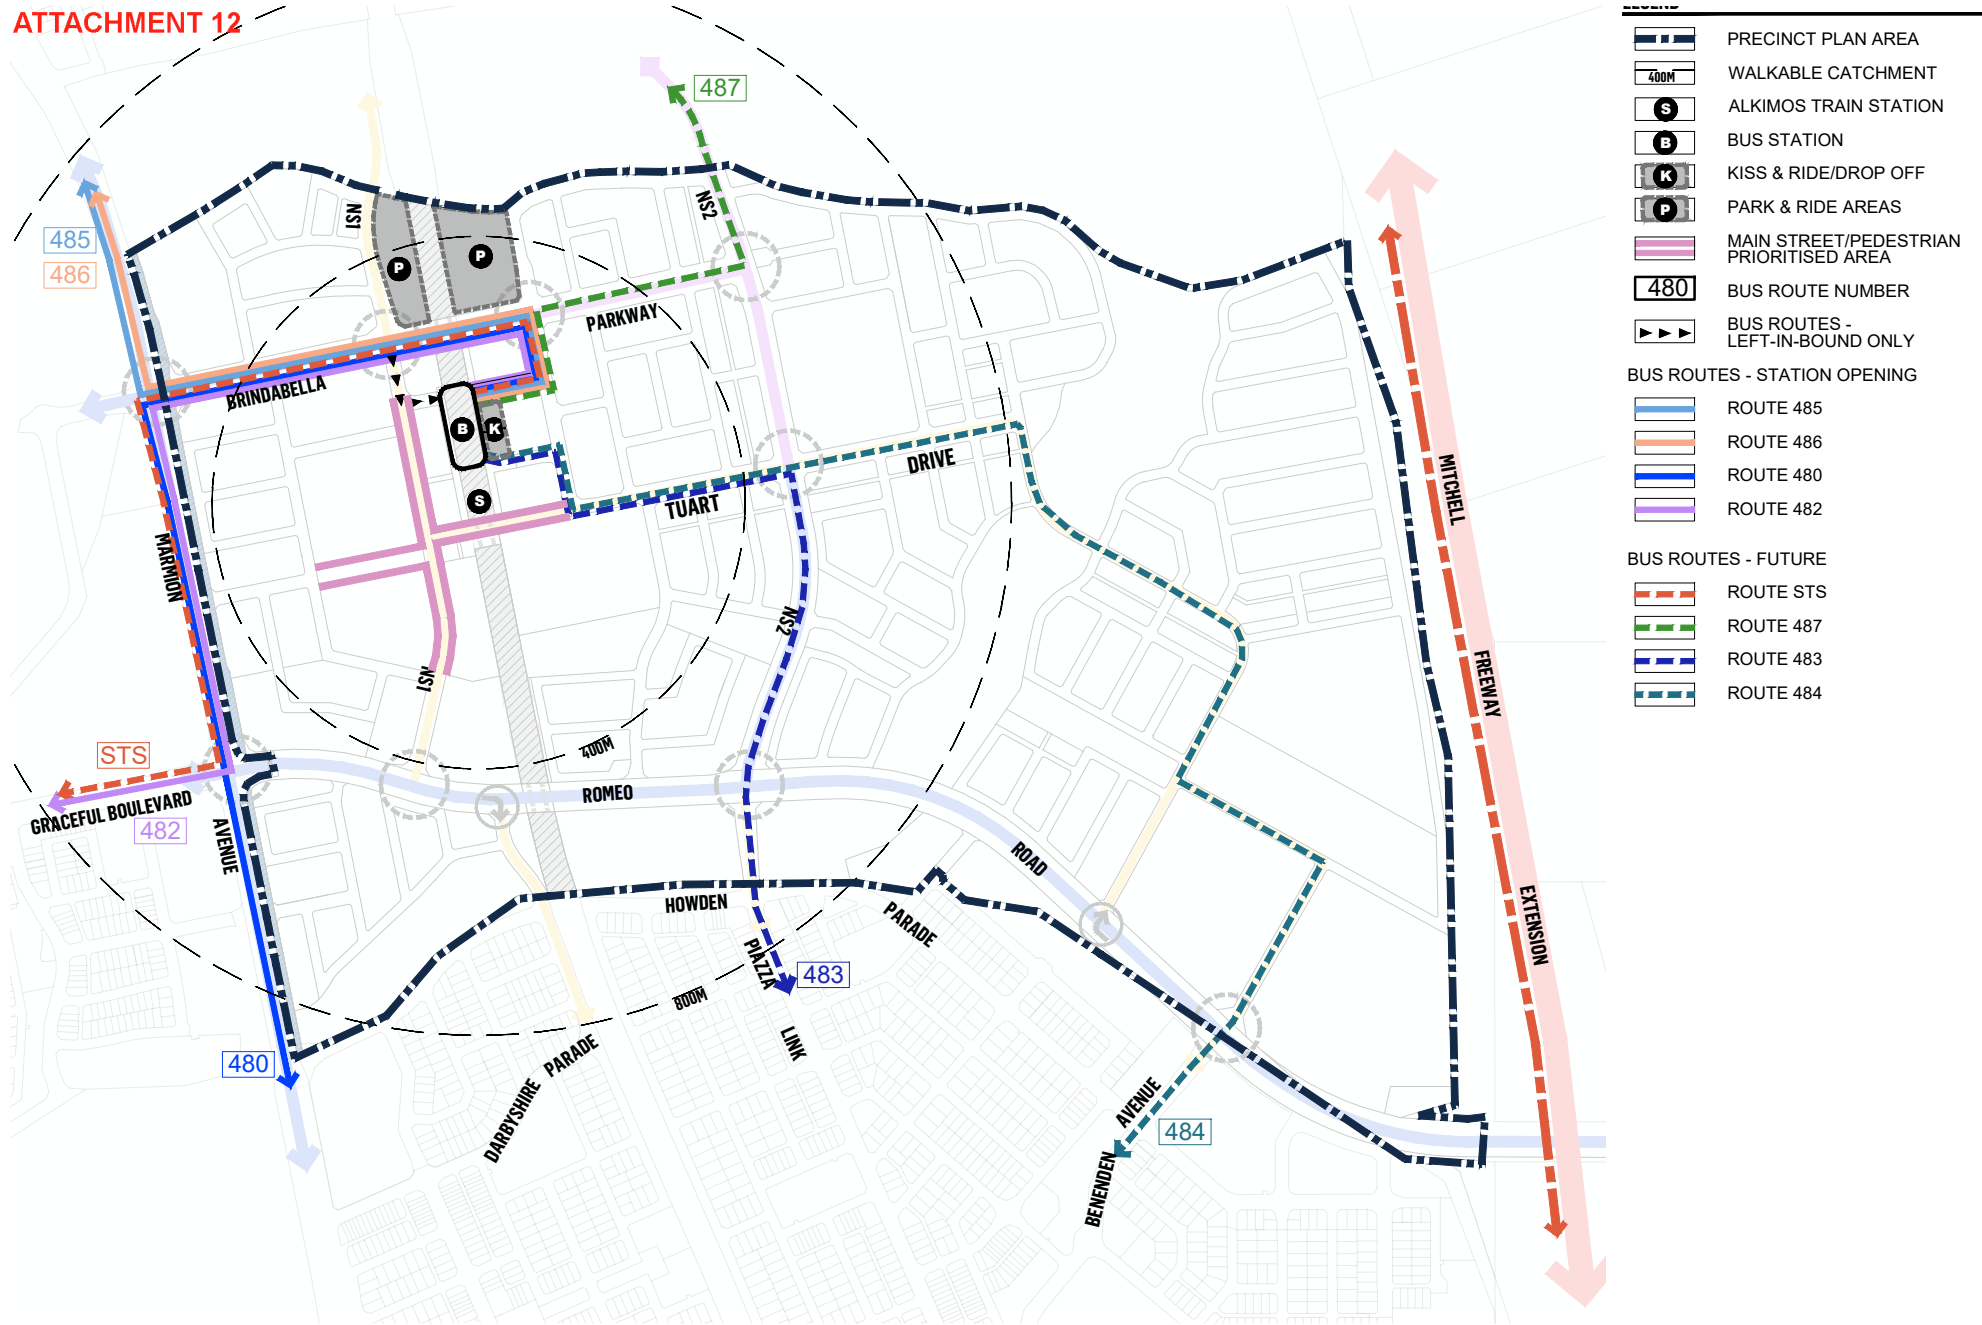 ATTACHMENT 12
LEGEND
PRECINCT PLAN AREA
400M
WALKABLE CATCHMENT
S
ALKIMOS TRAIN STATION
B
BUS STATION
K
KISS & RIDE/DROP OFF
P
PARK & RIDE AREAS
MAIN STREET/PEDESTRIAN
PRIORITISED AREA
480
BUS ROUTE NUMBER
BUS ROUTES -
LEFT-IN-BOUND ONLY
BUS ROUTES - STATION OPENING
ROUTE 485
ROUTE 486
ROUTE 480
ROUTE 482
BUS ROUTES - FUTURE
ROUTE STS
ROUTE 487
ROUTE 483
ROUTE 484
487
485
486
NS1
NS2
P
P
PARKWAY
BRINDABELLA
B
K
S
TUART
DRIVE
MARMION
NS2
NS1
400M
MITCHELL
FREEWAY
EXTENSION
STS
GRACEFUL BOULEVARD
482
AVENUE
ROMEO
ROAD
HOWDEN
PARADE
PIAZZA
LINK
483
800M
480
DARBYSHIRE
PARADE
AVENUE
BENENDEN
484